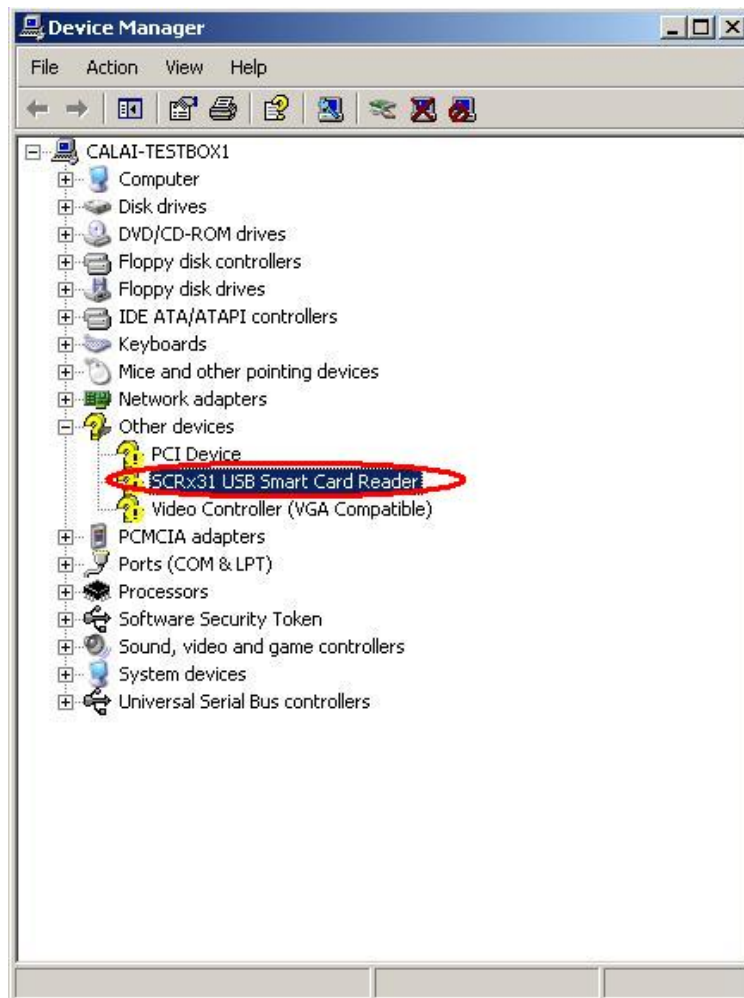 Device Manager
File Action View Help
CALAI-TESTBOX1
Computer
Disk drives
DVD/CD-ROM drives
Floppy disk controllers
Floppy disk drives
IDE ATA/ATAPI controllers
Keyboards
Mice and other pointing devices
Network adapters
Other devices
PCI Device
SCRx31 USB Smart Card Reader
Video Controller (VGA Compatible)
PCMCIA adapters
Ports (COM & LPT)
Processors
Software Security Token
Sound, video and game controllers
System devices
Universal Serial Bus controllers